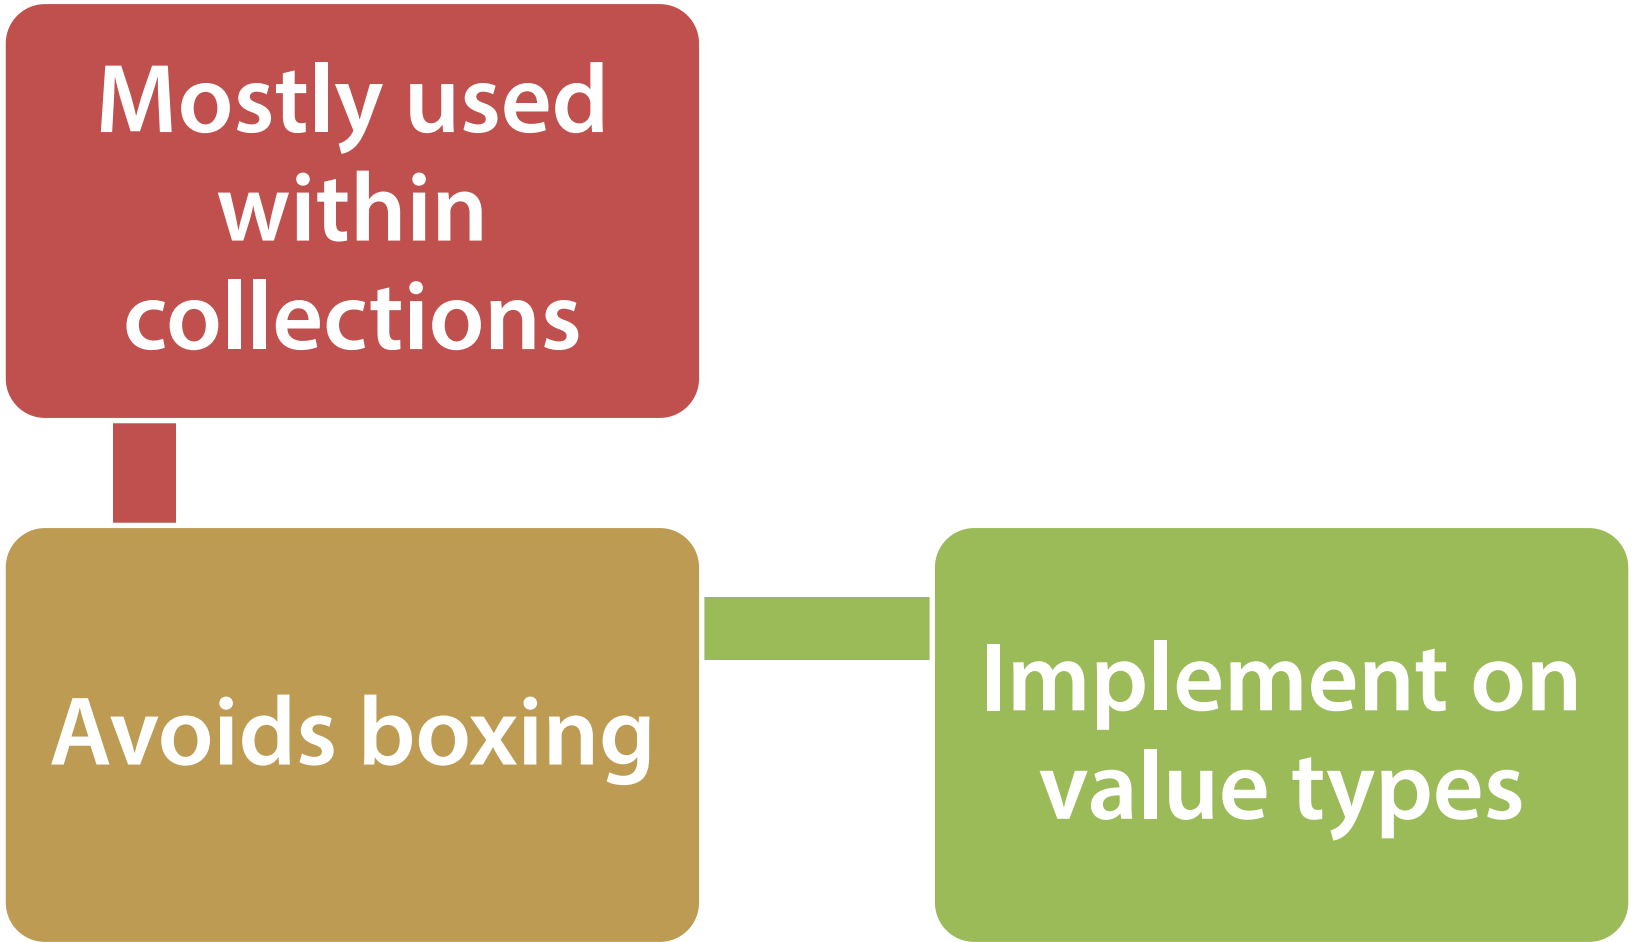 Mostly used
within
collections
Avoids boxing
Implement on
value types